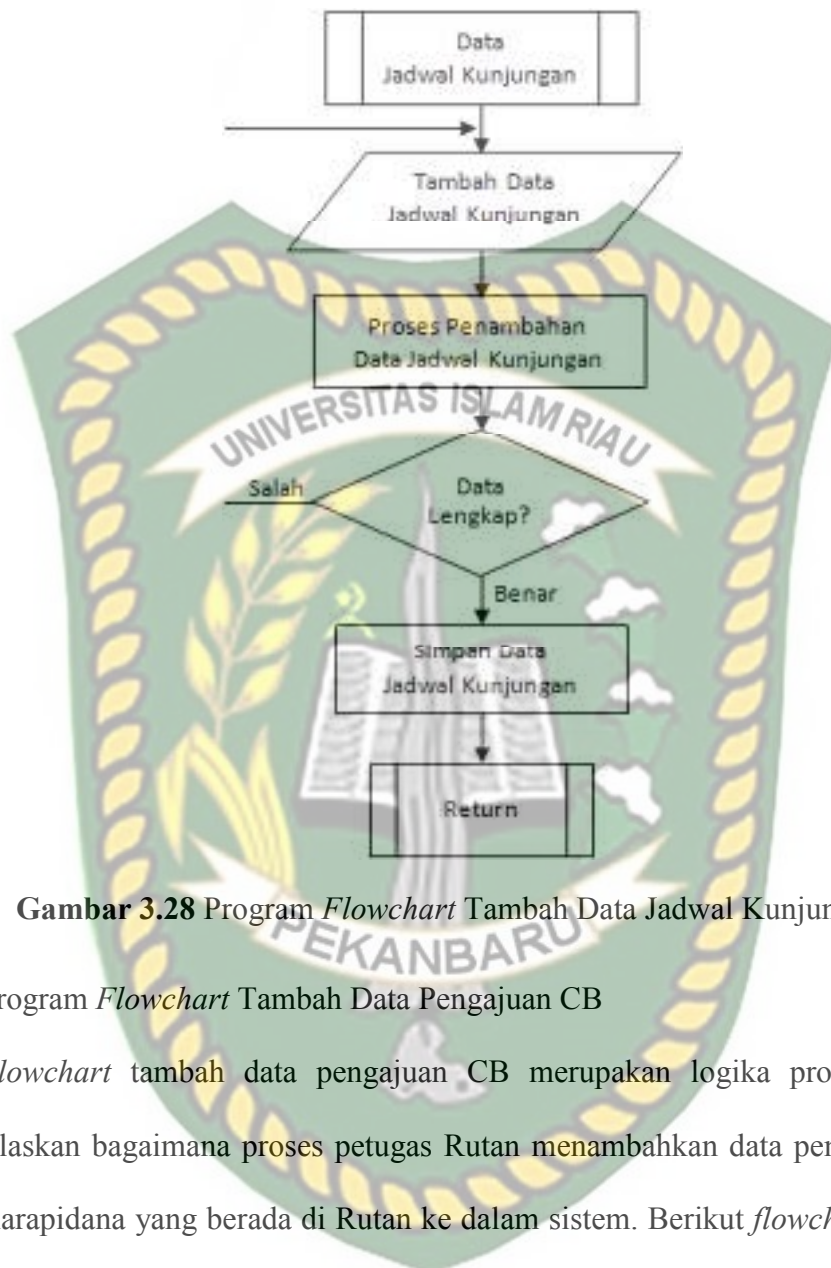 Data
Jadwal Kunjungan
Tambah Data
Jadwal Kunjungan
Proses Penambahan
Data Jadwal Kunjungan
UNIVERSITAS ISLAM RIAU
Salah
Data
Lengkap?
Benar
Simpan Data
Jadwal Kunjungan
Return
Gambar 3.28 Program Flowchart Tambah Data Jadwal Kunjun
PEKANBARU
rogram Flowchart Tambah Data Pengajuan CB
lowchart tambah data pengajuan CB merupakan logika pro
laskan bagaimana proses petugas Rutan menambahkan data pen
arapidana yang berada di Rutan ke dalam sistem. Berikut flowch